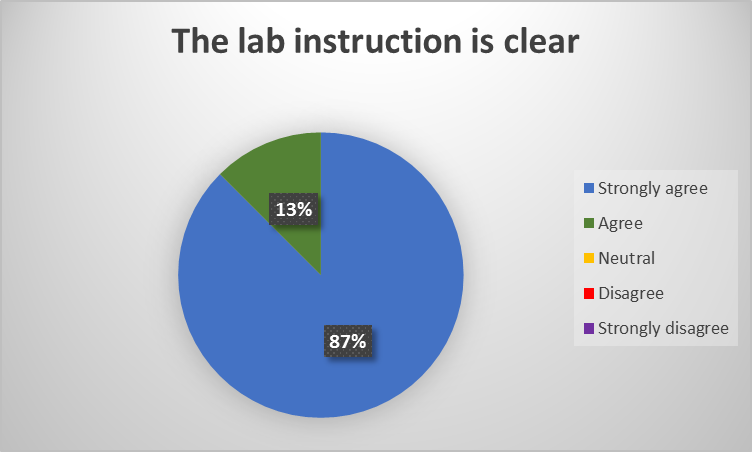 The lab instruction is clear
13%
87%
Strongly agree
Agree
Neutral
Disagree
Strongly disagree